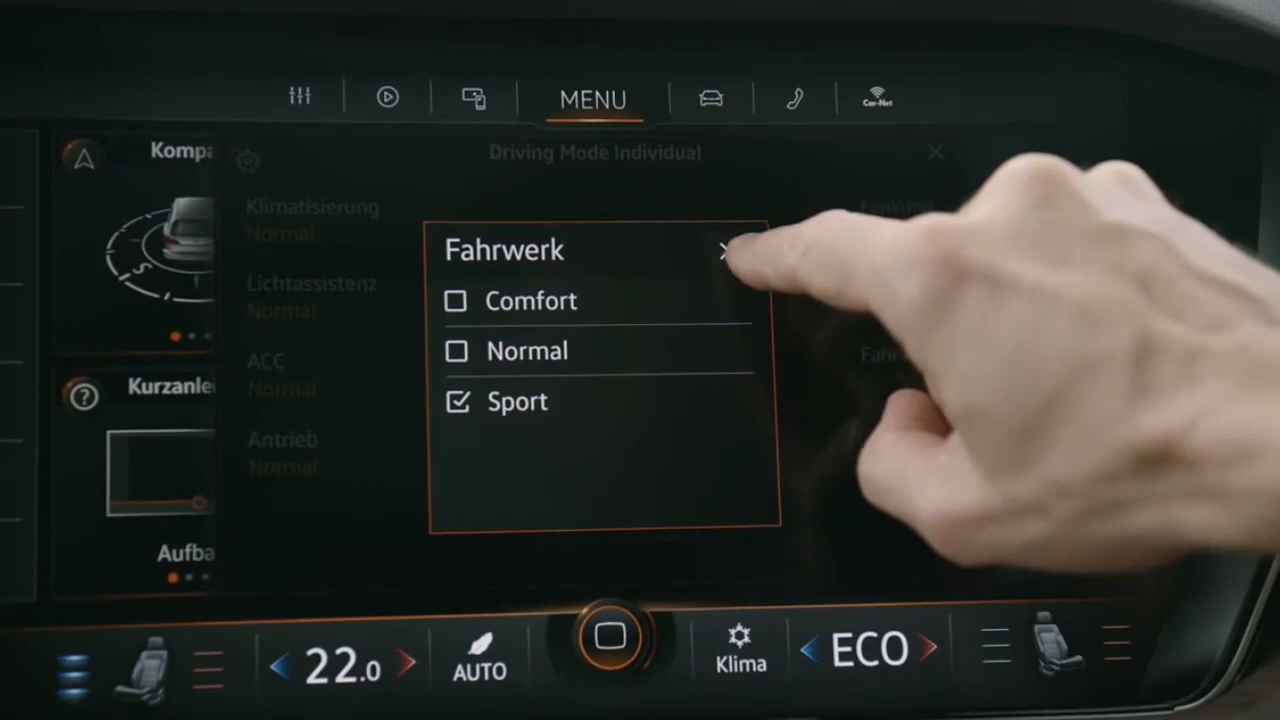 MENU
Car-Net
Kompa
Driving Mode Individual
Klimatisierung
Normal
Lichtassistenz
Normal
ACC
Normal
Antrieb
Normal
Fahrwerk
Comfort
Normal
Sport
S
Kurzanlei
Aufba
22.0
AUTO
Klima
ECO